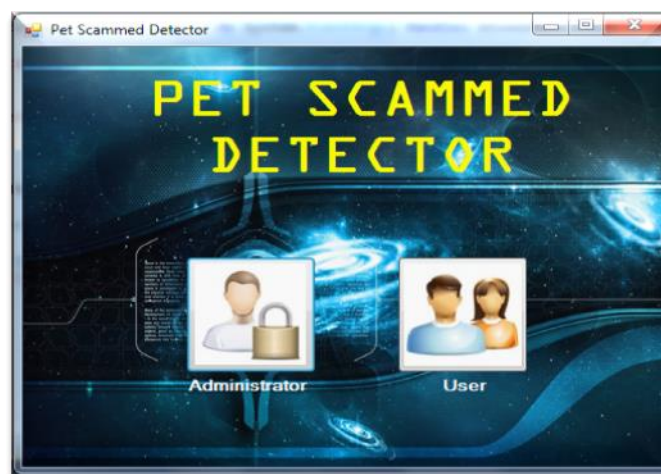 Pet Scammed Detector
PET SCAMMED
DETECTOR
Administrator
User